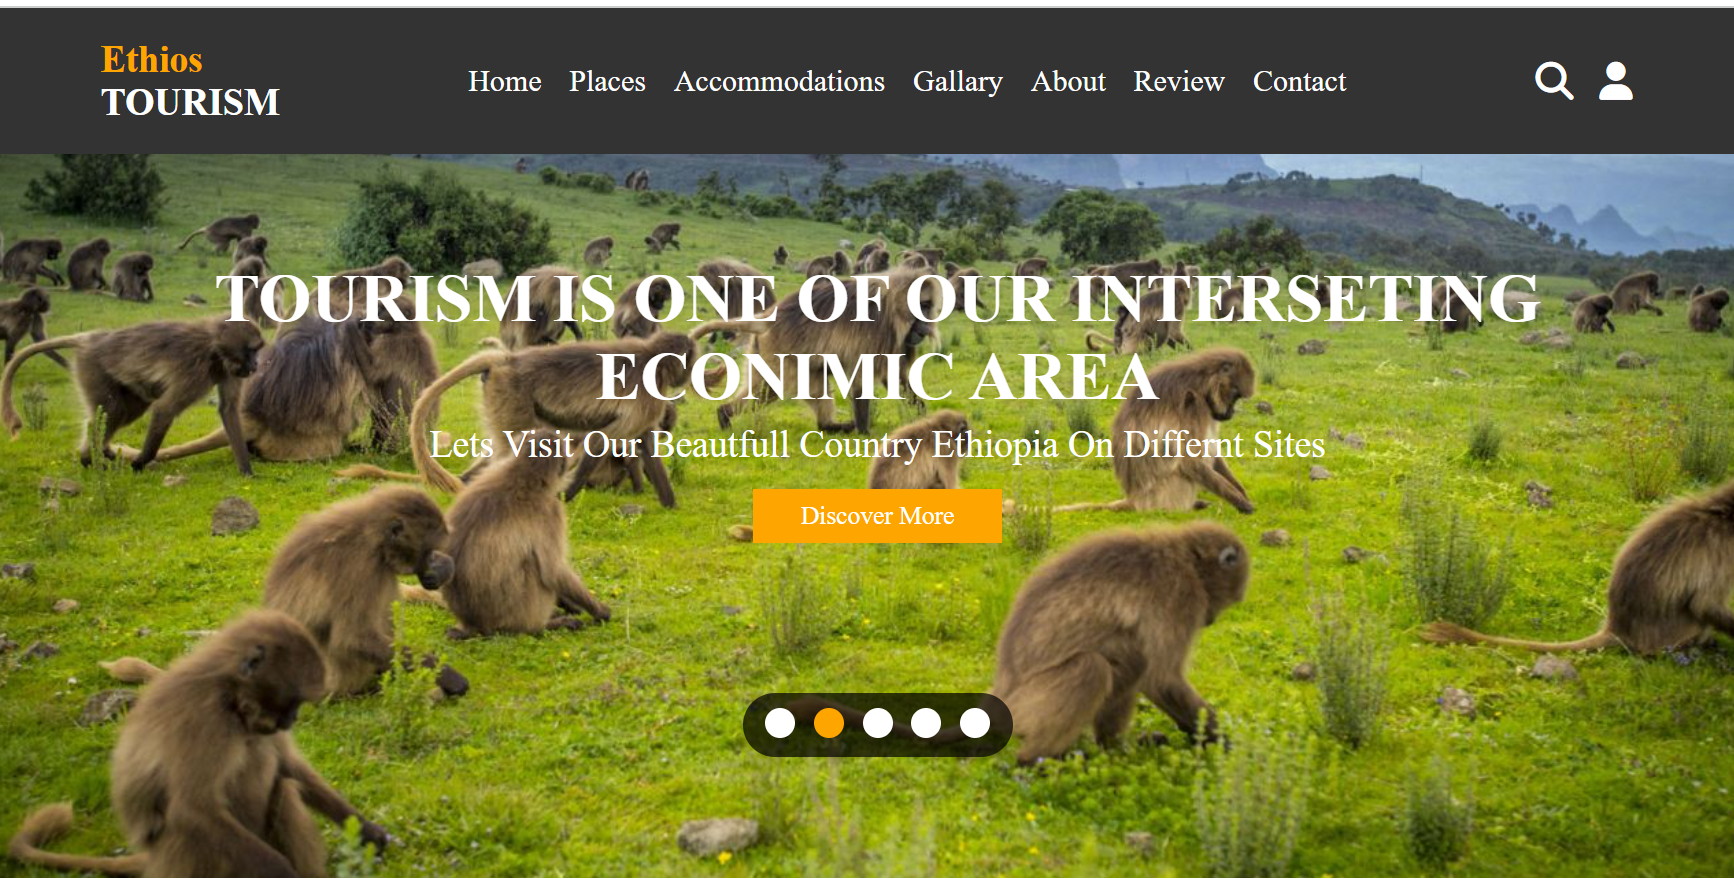 Ethios
TOURISM
Home Places Accommodations Gallary About Review Contact
TOURISM IS ONE OF OUR INTERSETING
ECONIMIC AREA
Lets Visit Our Beautfull Country Ethiopia On Differnt Sites
Discover More